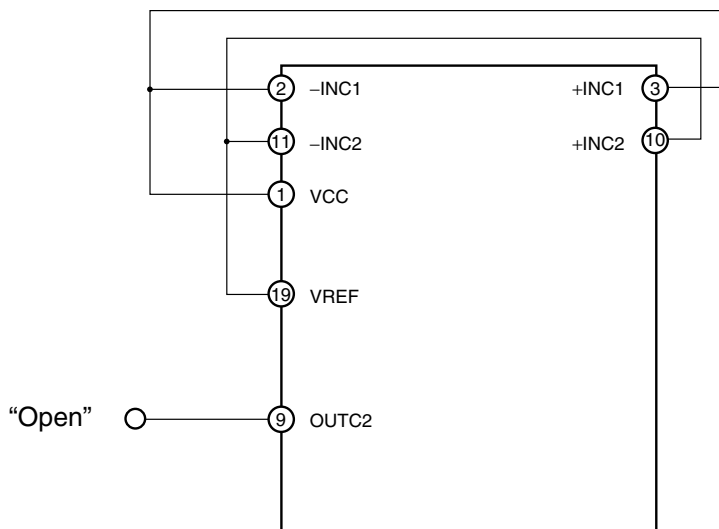 2 –INC1 +INC1 3
11 –INC2 +INC2 10
1 VCC
19 VREF
“Open” 9 OUTC2